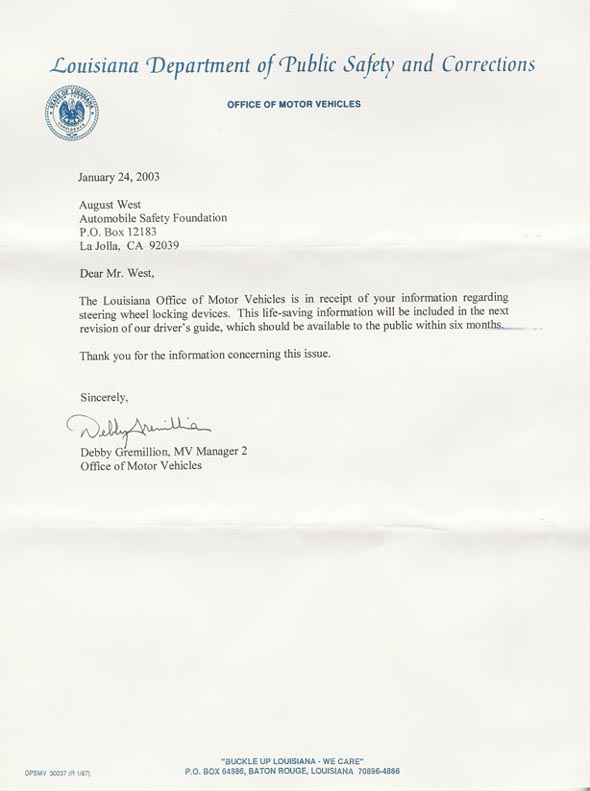 Louisiana Department of Public Safety and Corrections
OFFICE OF MOTOR VEHICLES
STATE OF LOUISIANA
CONFIDENCE
January 24, 2003
August West
Automobile Safety Foundation
P.O. Box 12183
La Jolla, CA 92039
Dear Mr. West,
The Louisiana Office of Motor Vehicles is in receipt of your information regarding
steering wheel locking devices. This life-saving information will be included in the next
revision of our driver's guide, which should be available to the public within six months.
Thank you for the information concerning this issue.
Sincerely,
Debby Gremillion
Debby Gremillion, MV Manager 2
Office of Motor Vehicles
"BUCKLE UP LOUISIANA - WE CARE"
DPSMV 30037 (R 1/87)
P.O. BOX 64886, BATON ROUGE, LOUISIANA 70896-4886